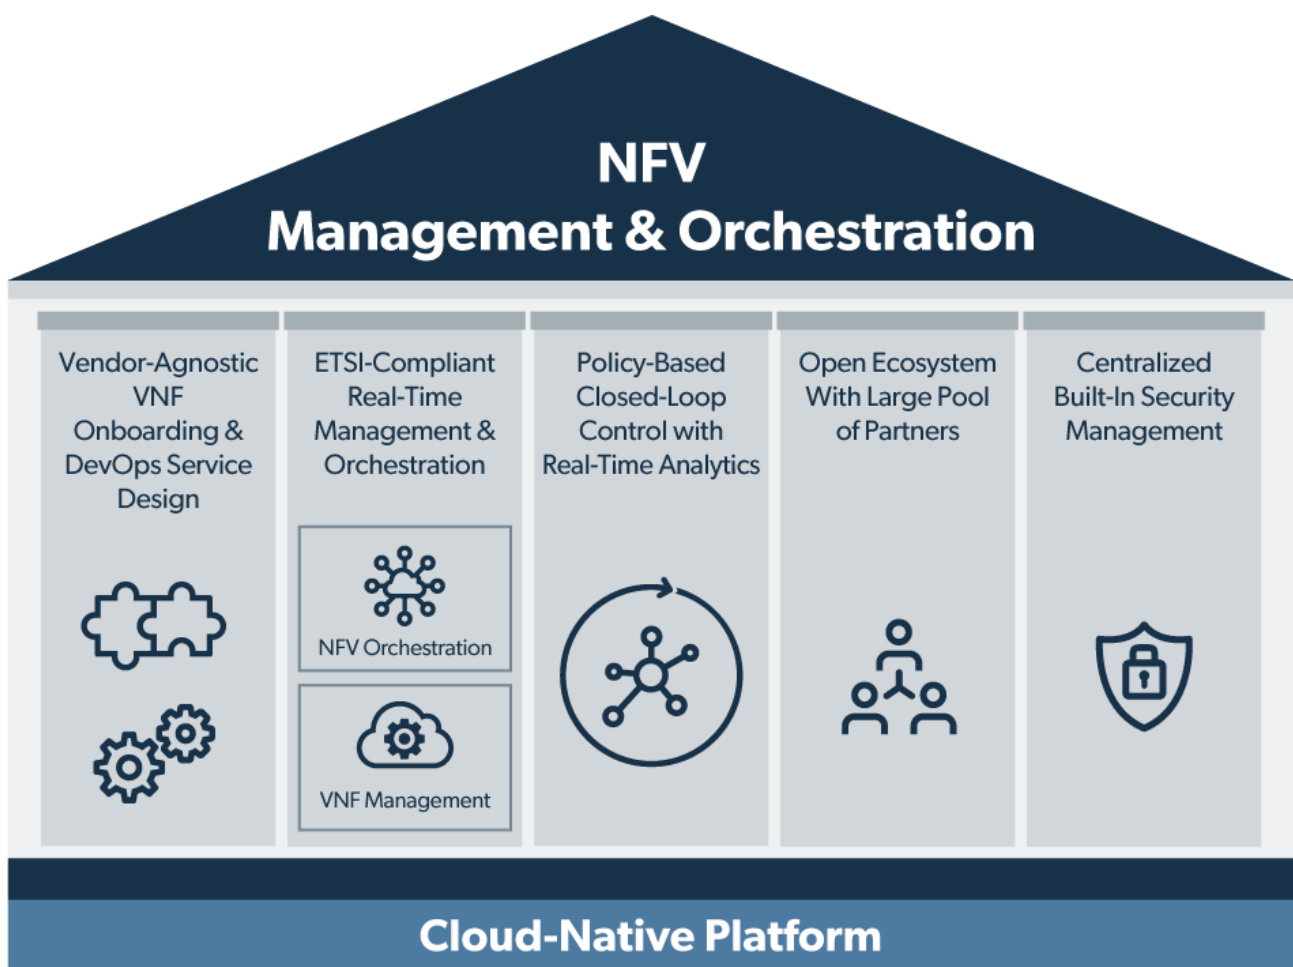 NFV
Management & Orchestration
Vendor-Agnostic
VNF
Onboarding &
DevOps Service
Design
ETSI-Compliant
Real-Time
Management &
Orchestration
NFV Orchestration
VNF Management
Policy-Based
Closed-Loop
Control with
Real-Time Analytics
Open Ecosystem
With Large Pool
of Partners
Centralized
Built-In Security
Management
Cloud-Native Platform